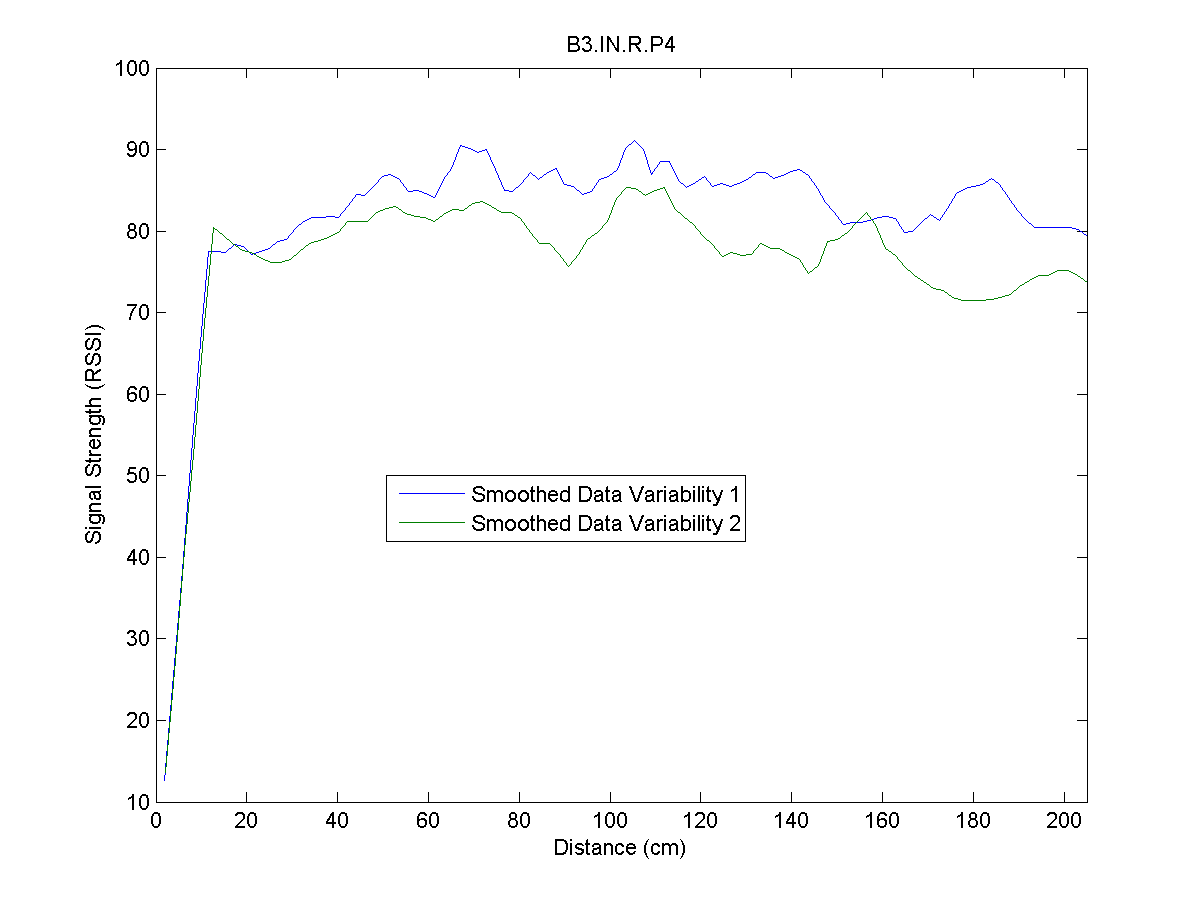 B3.IN.R.P4
100
90
80
70
60
50
40
30
20
10
Signal Strength (RSSI)
Smoothed Data Variability 1
Smoothed Data Variability 2
0 20 40 60 80 100 120 140 160 180 200
Distance (cm)